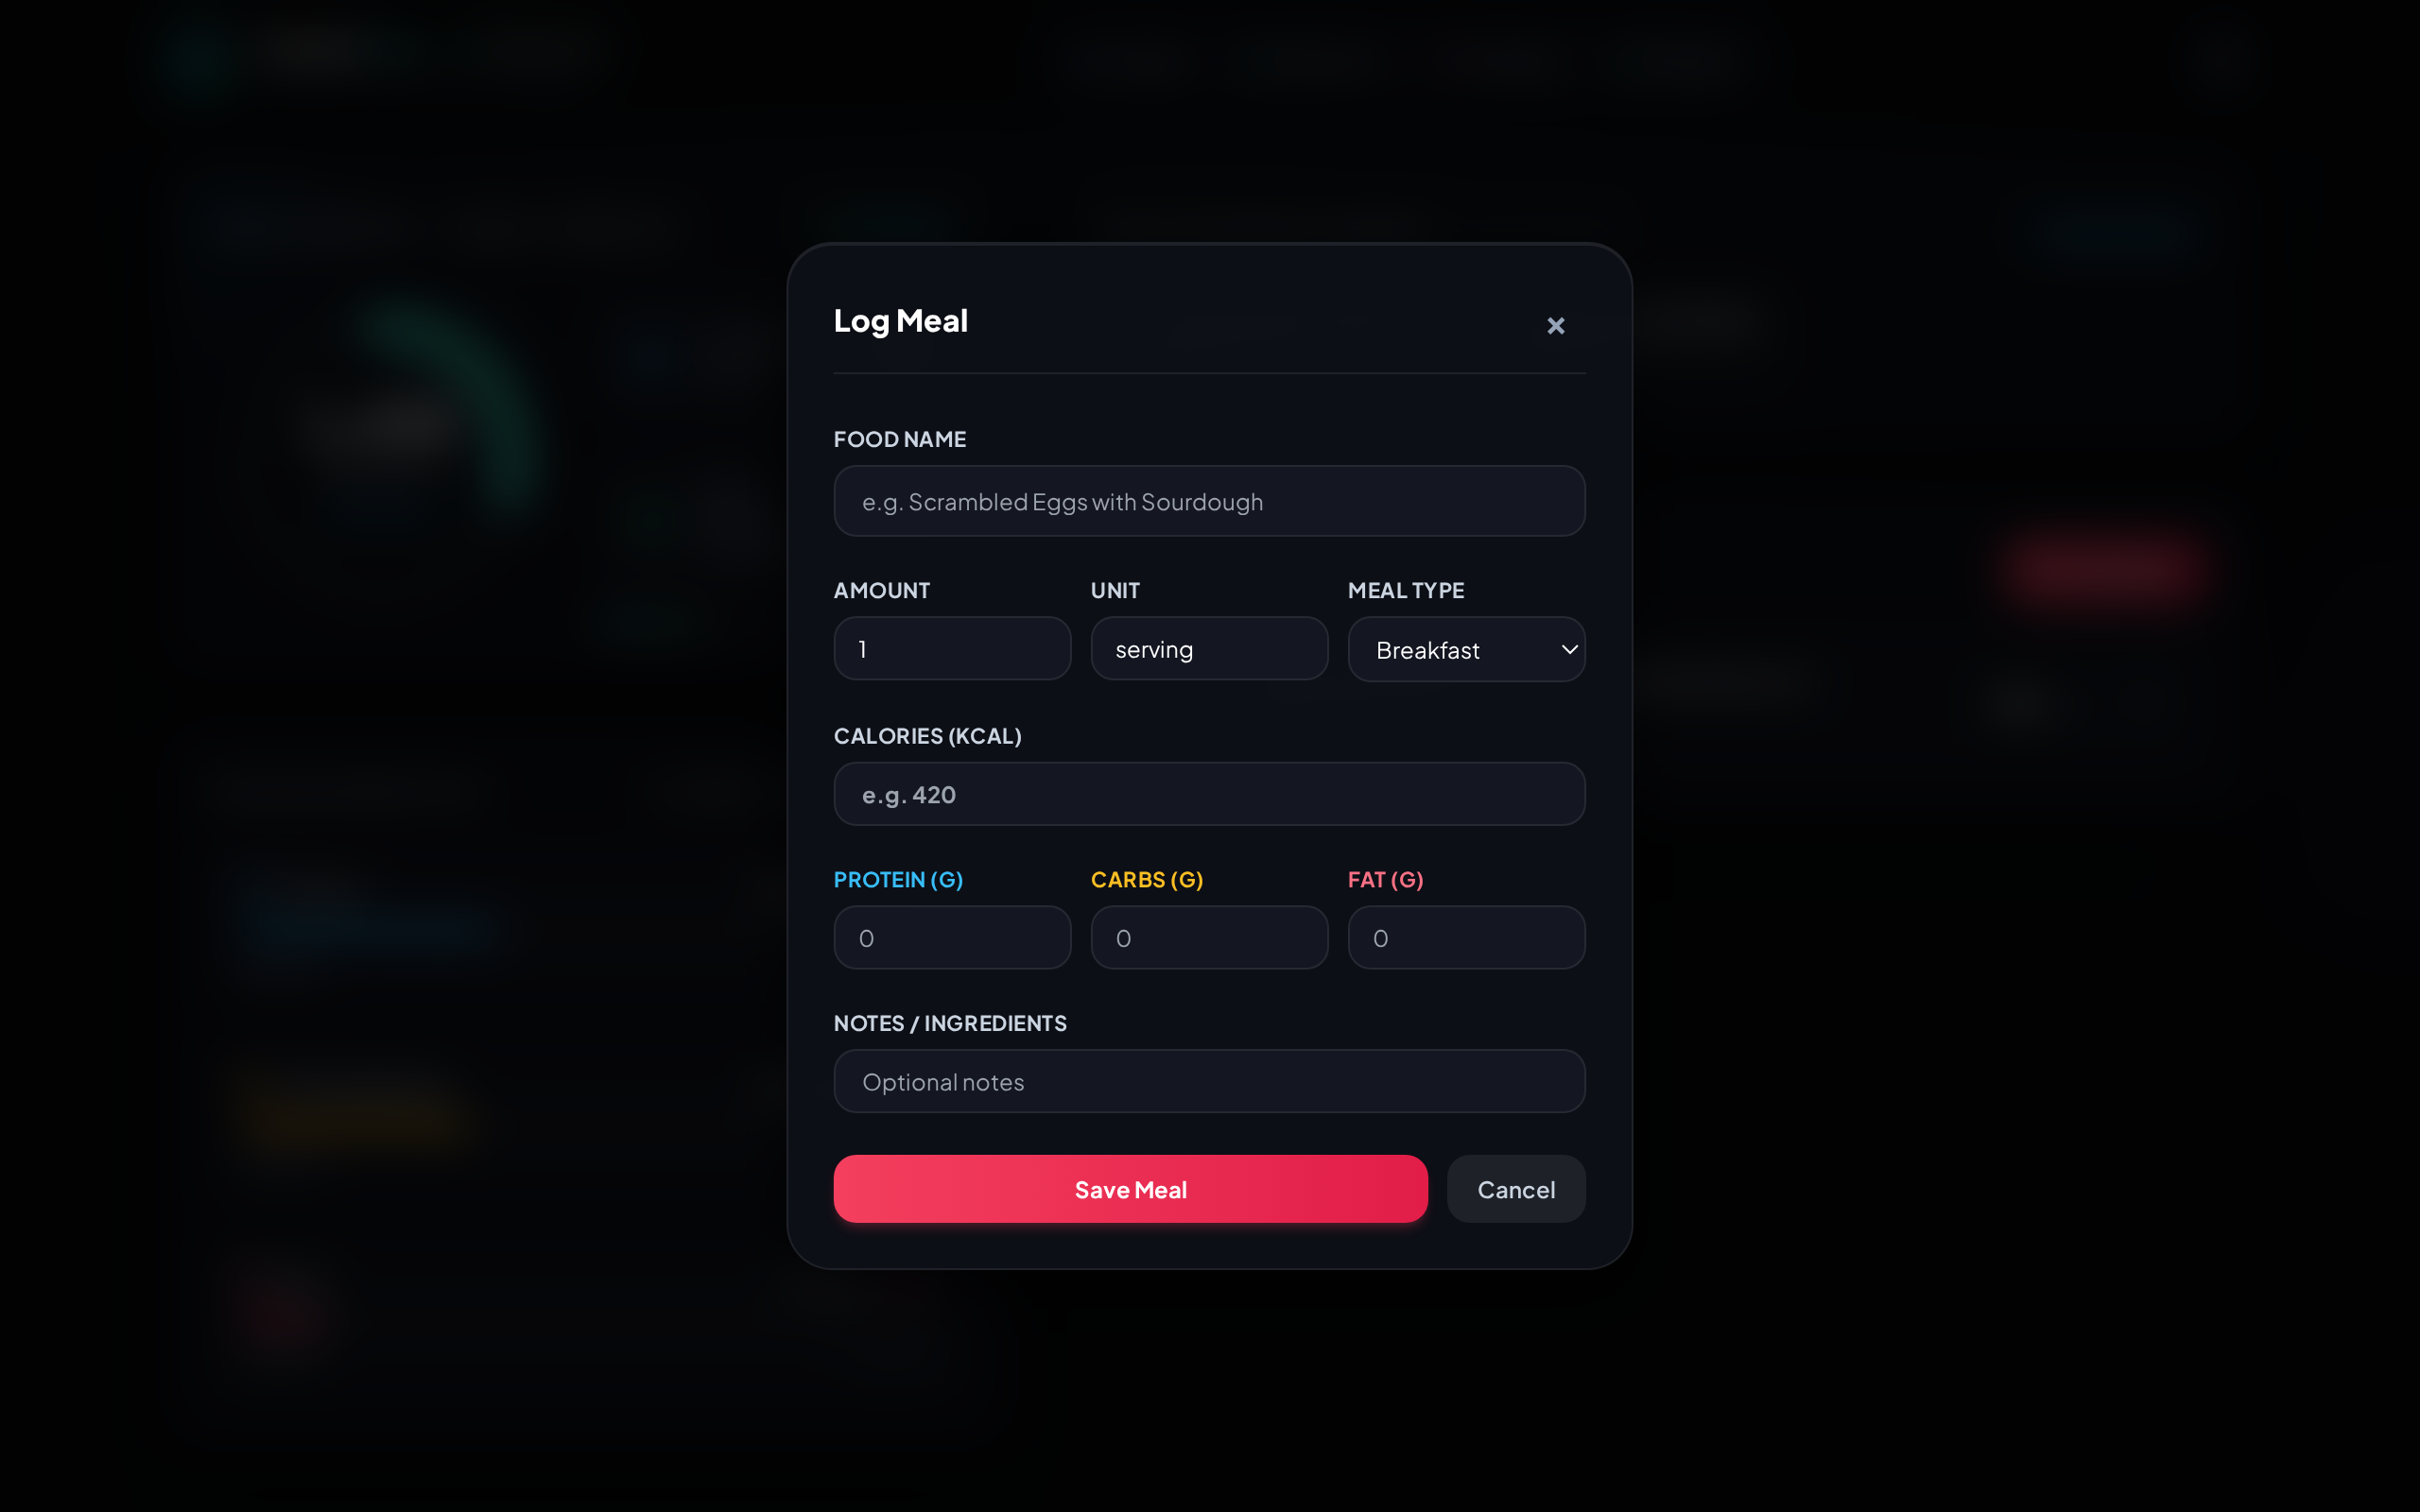 Log Meal ×
FOOD NAME
e.g. Scrambled Eggs with Sourdough
AMOUNT UNIT MEAL TYPE
1 serving Breakfast
CALORIES (KCAL)
e.g. 420
PROTEIN (G) CARBS (G) FAT (G)
0 0 0
NOTES / INGREDIENTS
Optional notes
Save Meal Cancel